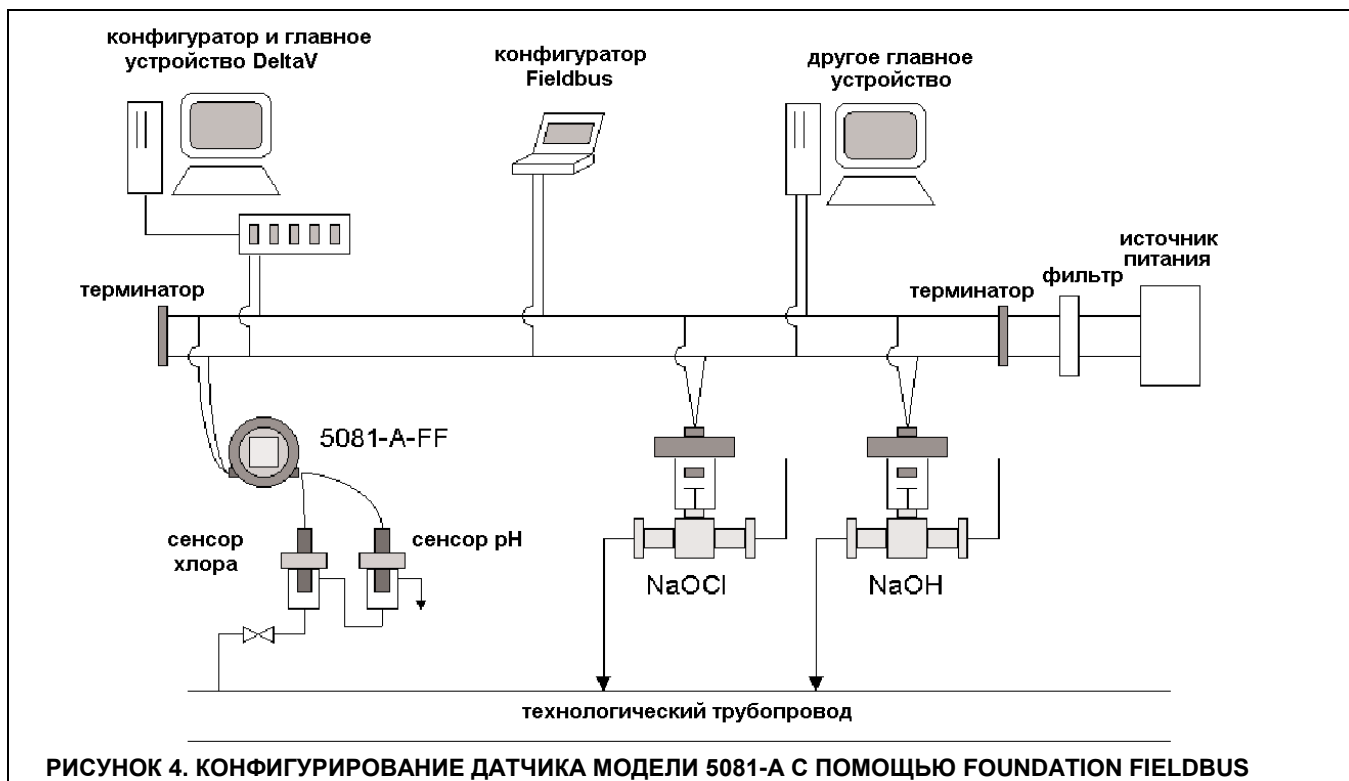 конфигуратор и главное
устройство DeltaV
конфигуратор
Fieldbus
другое главное
устройство
источник
питания
фильтр
терминатор
терминатор
5081-A-FF
сенсор
хлора
сенсор pH
NaOCl
NaOH
технологический трубопровод
РИСУНОК 4. КОНФИГУРИРОВАНИЕ ДАТЧИКА МОДЕЛИ 5081-А С ПОМОЩЬЮ FOUNDATION FIELDBUS